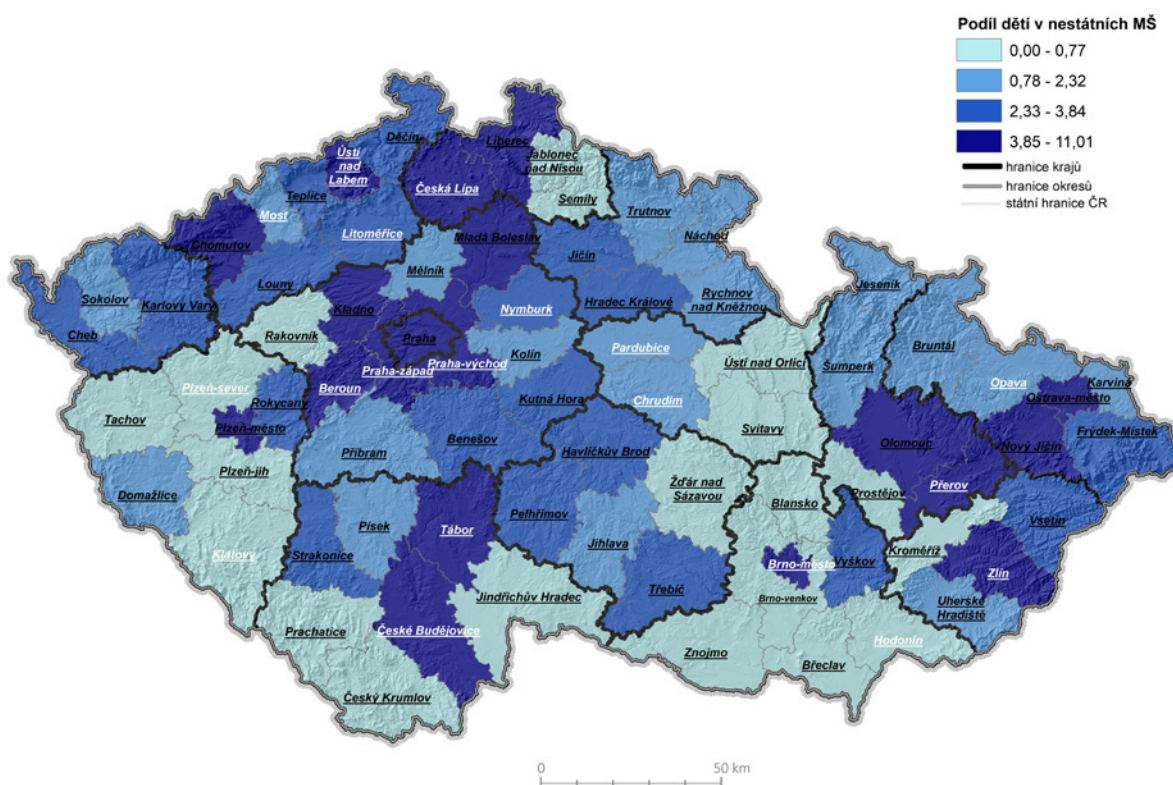 Podíl dětí v nestátních MŠ
0,00 - 0,77
0,78 - 2,32
2,33 - 3,84
3,85 - 11,01
hranice krajů
hranice okresů
státní hranice ČR
Děčín
Liberec
Ústí
nad
Labem
Jablonec
nad Nisou
Teplice
Česká Lípa
Semily
Most
Trutnov
Litoměřice
Chomutov
Mladá Boleslav
Náchod
Jičín
Mělník
Jeseník
Louny
Sokolov
Karlovy Vary
Kladno
Nymburk
Hradec Králové
Rychnov
nad Kněžnou
Cheb
Rakovník
Praha
Bruntál
Kolín
Pardubice
Ústí nad Orlicí
Praha-západ
Praha-východ
Šumperk
Opava
Karviná
Plzeň-sever
Beroun
Ostrava-město
Rokycany
Kutná Hora
Chrudim
Tachov
Plzeň-město
Svitavy
Frýdek-Místek
Benešov
Olomouc
Nový Jičín
Příbram
Havlíčkův Brod
Plzeň-jih
Žďár nad
Sázavou
Přerov
Domažlice
Prostějov
Blansko
Písek
Tábor
Pelhřimov
Vsetín
Jihlava
Klatovy
Strakonice
Kroměříž
Vyškov
Brno-město
Zlín
Třebíč
Jindřichův Hradec
Brno-venkov
Uherské
Hradiště
Prachatice
České Budějovice
Hodonín
Znojmo
Břeclav
Český Krumlov
0
50 km